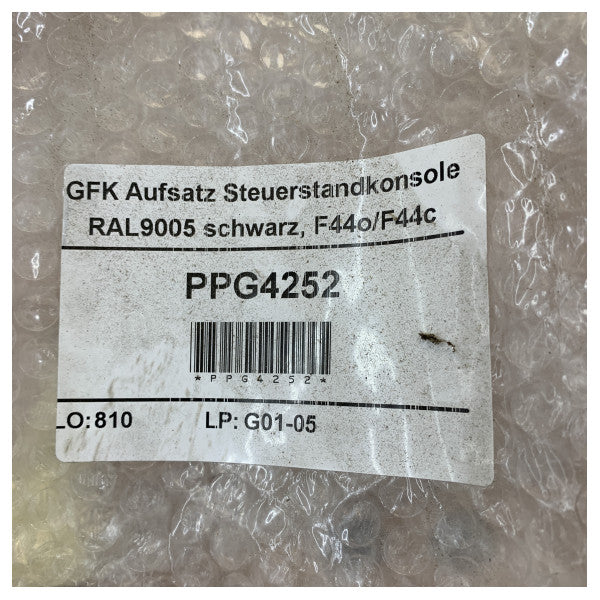 GFK Aufsatz Steuerstandkonsole
RAL9005 schwarz, F44o/F44c
PPG4252
*PPG4252*
LO:810 LP: G01-05